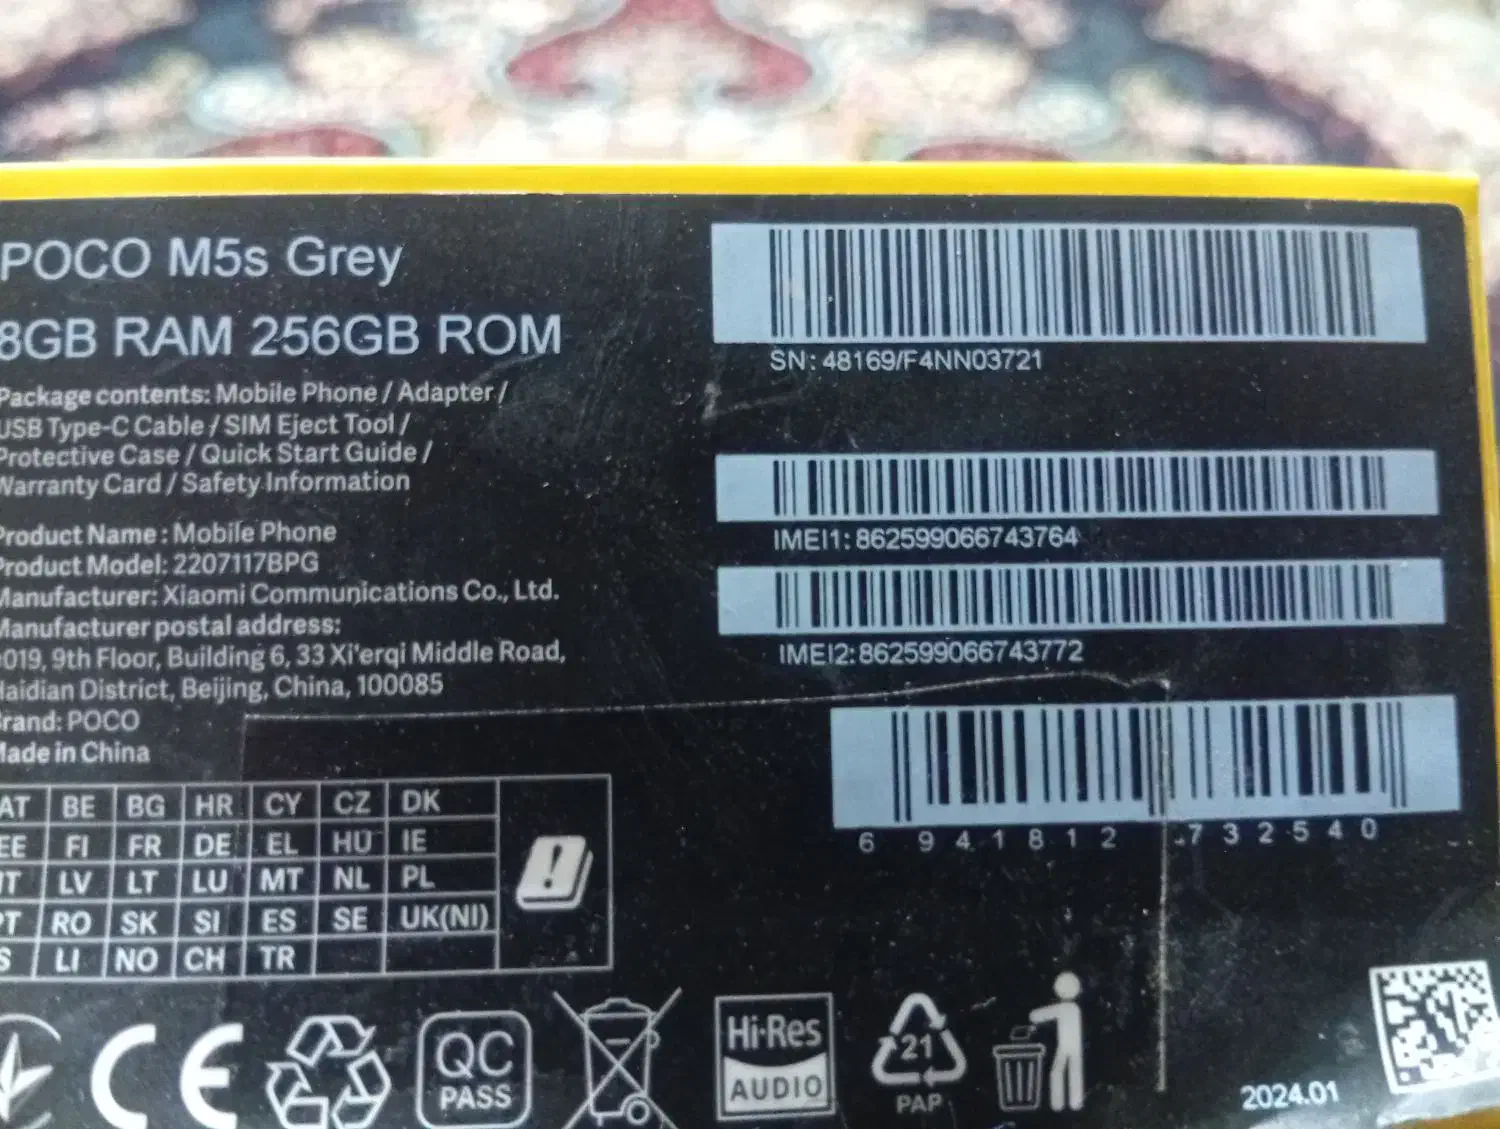 POCO M5s Grey
8GB RAM 256GB ROM
Package contents: Mobile Phone / Adapter /
USB Type-C Cable / SIM Eject Tool /
Protective Case / Quick Start Guide /
Warranty Card / Safety Information
Product Name : Mobile Phone
Product Model: 2207117BPG
Manufacturer: Xiaomi Communications Co., Ltd.
Manufacturer postal address:
019, 9th Floor, Building 6, 33 Xi'erqi Middle Road,
Haidian District, Beijing, China, 100085
Brand: POCO
Made in China
SN: 48169/F4NN03721
IMEI1: 862599066743764
IMEI2: 862599066743772
6 941812 732540
AT BE BG HR CY CZ DK
EE FI FR DE EL HU IE
IT LV LT LU MT NL PL
PT RO SK SI ES SE UK(NI)
IS LI NO CH TR
CE
QC
PASS
Hi-Res
AUDIO
21
PAP
2024.01